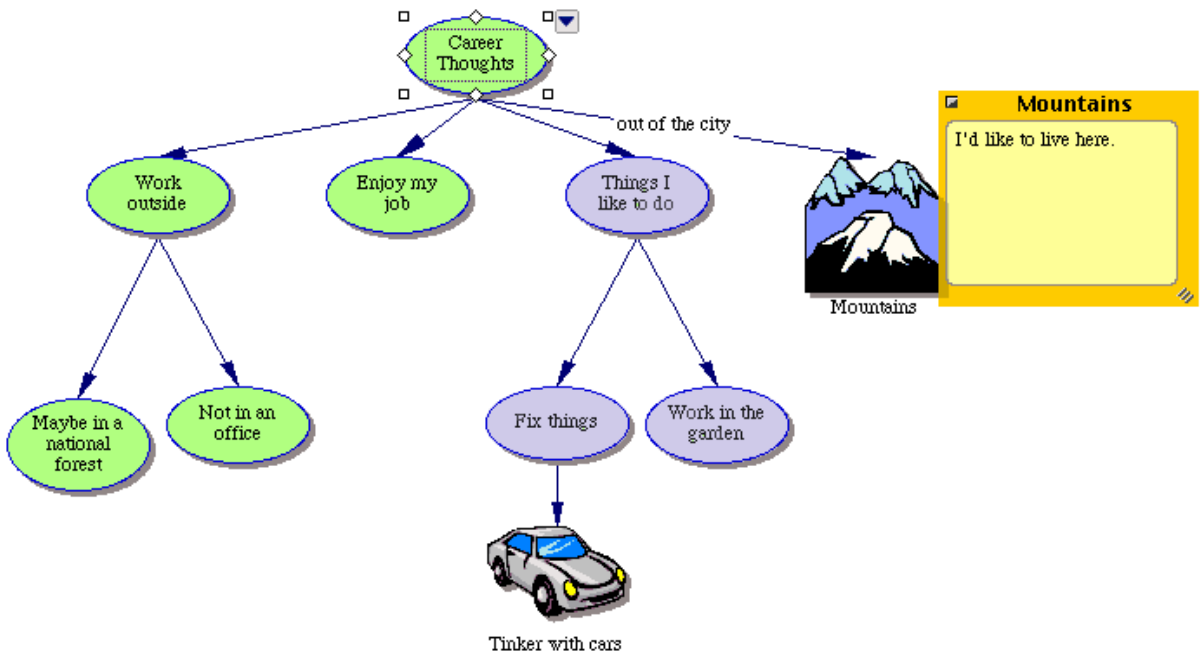 Career
Thoughts
out of the city
Mountains
I'd like to live here.
Work
outside
Enjoy my
job
Things I
like to do
Mountains
Maybe in a
national
forest
Not in an
office
Fix things
Work in the
garden
Tinker with cars